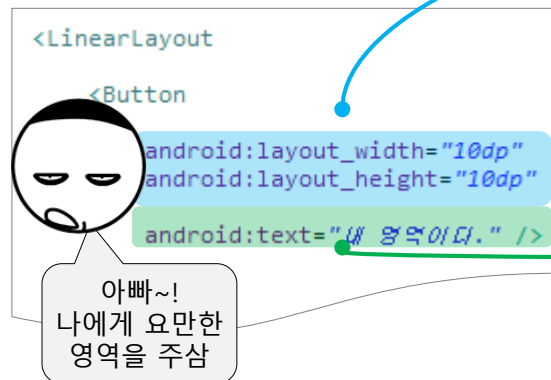 <LinearLayout
<Button
android:layout_width="10dp"
android:layout_height="10dp"
android:text="내 영역이다." />
아빠~!
나에게 요만한
영역을 주삼